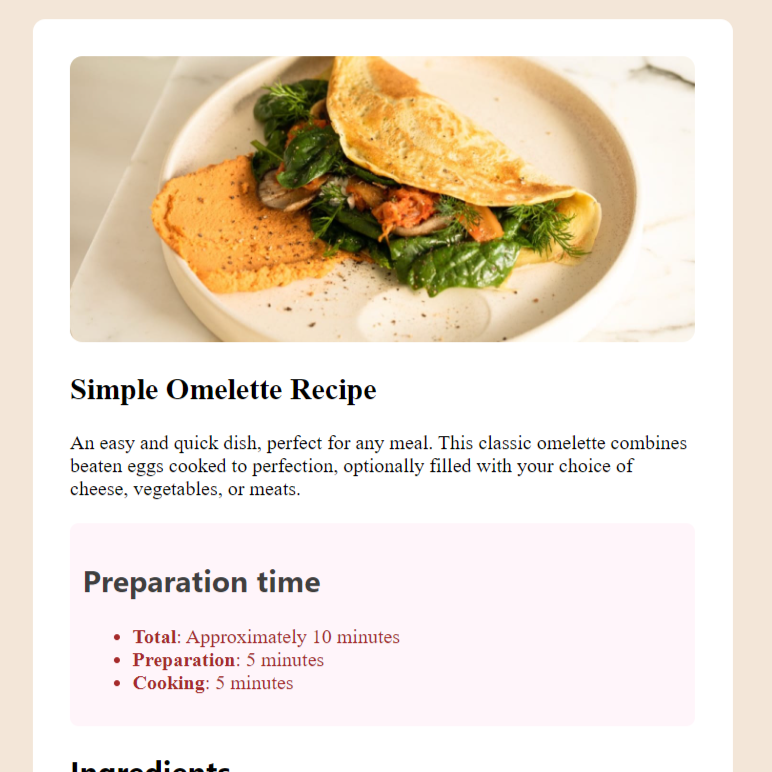 Simple Omelette Recipe
An easy and quick dish, perfect for any meal. This classic omelette combines
beaten eggs cooked to perfection, optionally filled with your choice of
cheese, vegetables, or meats.
Preparation time
Total: Approximately 10 minutes
Preparation: 5 minutes
Cooking: 5 minutes
Ingredients